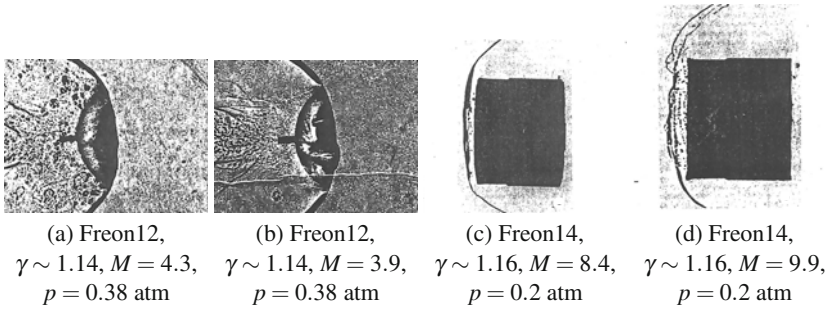 (a) Freon12,
γ ∼ 1.14, M = 4.3,
p = 0.38 atm
(b) Freon12,
γ ∼ 1.14, M = 3.9,
p = 0.38 atm
(c) Freon14,
γ ∼ 1.16, M = 8.4,
p = 0.2 atm
(d) Freon14,
γ ∼ 1.16, M = 9.9,
p = 0.2 atm